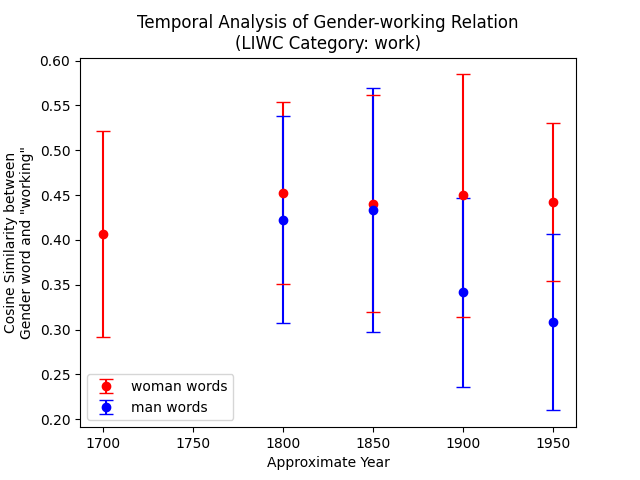 Temporal Analysis of Gender-working Relation
(LIWC Category: work)
Cosine Similarity between
Gender word and "working"
0.60
0.55
0.50
0.45
0.40
0.35
0.30
0.25
0.20
woman words
man words
1700
1750
1800
1850
1900
1950
Approximate Year